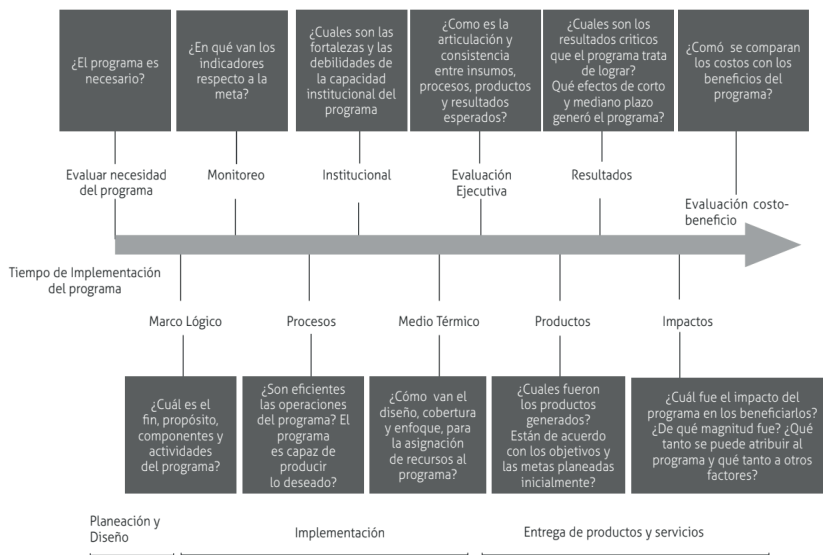 ¿El programa es
necesario?
¿En qué van los
indicadores
respecto a la
meta?
¿Cuales son las
fortalezas y las
debilidades de
la capacidad
institucional del
programa
¿Como es la
articulación y
consistencia
entre insumos,
procesos, productos
y resultados
esperados?
¿Cuales son los
resultados criticos
que el programa trata
de lograr?
Qué efectos de corto
y mediano plazo
generó el programa?
¿Comó se comparan
los costos con los
beneficios del
programa?
Evaluar necesidad
del programa
Monitoreo
Institucional
Evaluación
Ejecutiva
Resultados
Evaluación costo-
beneficio
Tiempo de Implementación
del programa
Marco Lógico
Procesos
Medio Térmico
Productos
Impactos
¿Cuál es el
fin, propósito,
componentes y
actividades
del programa?
¿Son eficientes
las operaciones
del programa? El
programa
es capaz de
producir
lo deseado?
¿Cómo van el
diseño, cobertura
y enfoque, para
la asignación
de recursos al
programa?
¿Cuales fueron
los productos
generados?
Están de acuerdo
con los objetivos y
las metas planeadas
inicialmente?
¿Cuál fue el impacto del
programa en los beneficiarlos?
¿De qué magnitud fue? ¿Qué
tanto se puede atribuir al
programa y qué tanto a otros
factores?
Planeación y
Diseño
Implementación
Entrega de productos y servicios